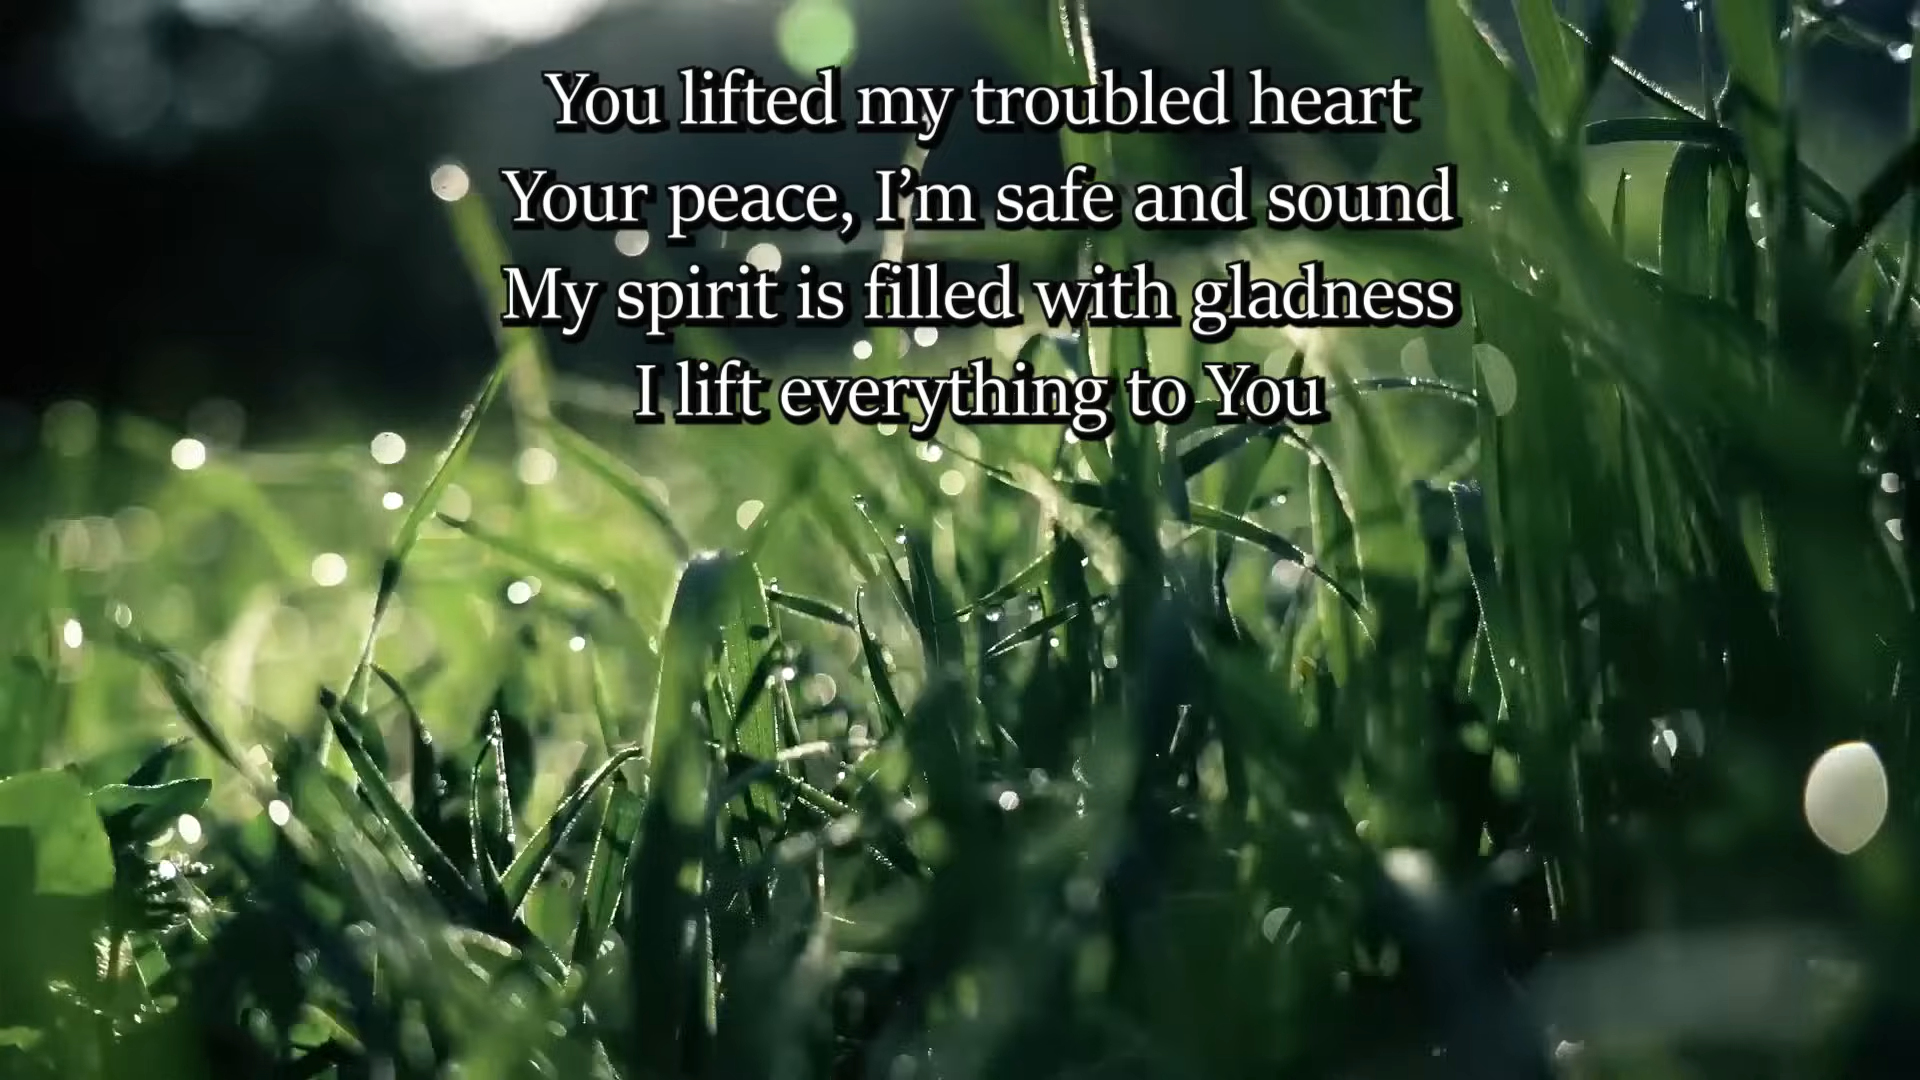 You lifted my troubled heart
Your peace, I’m safe and sound
My spirit is filled with gladness
I lift everything to You